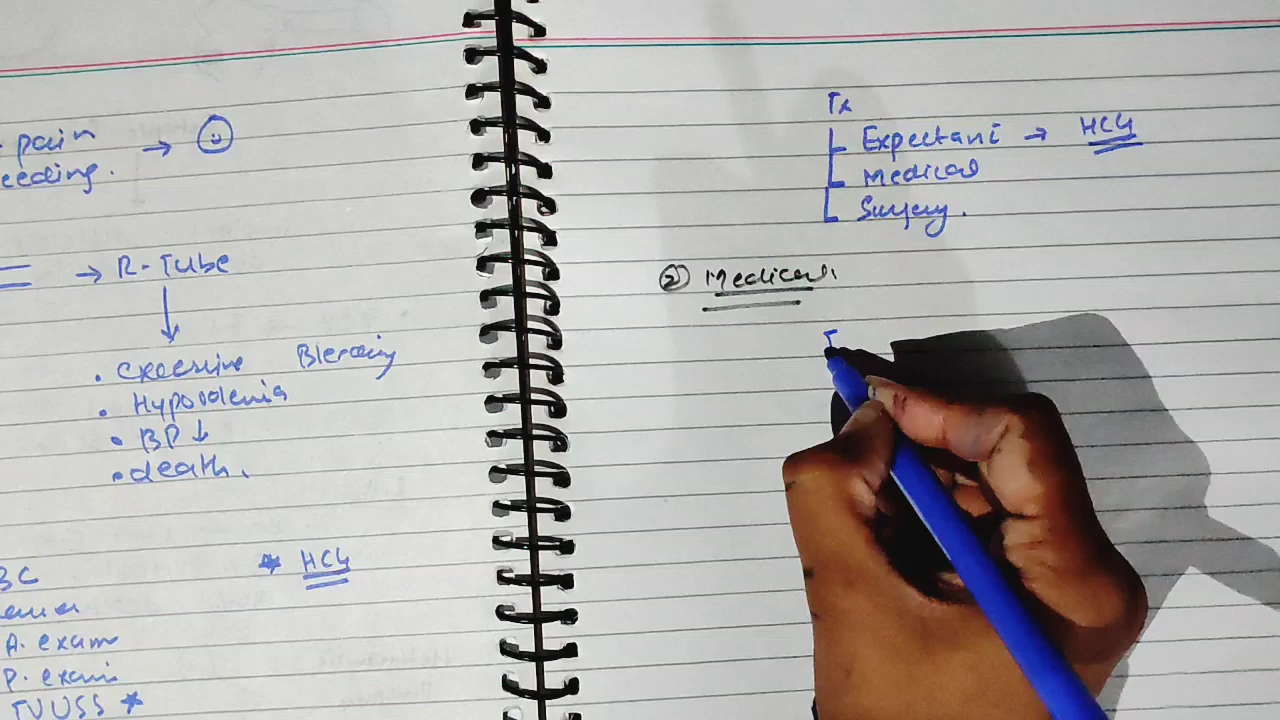 pain
eeding. → ☺
→ R-Tube
↓
• excessive Bleeding
• Hypovolemia
• BP ↓
• death.
* HCG
BC
A. exam
P. exam
TVUSS *
Tx
Expectant → HCG
Medical
Surgery.
② Medical.